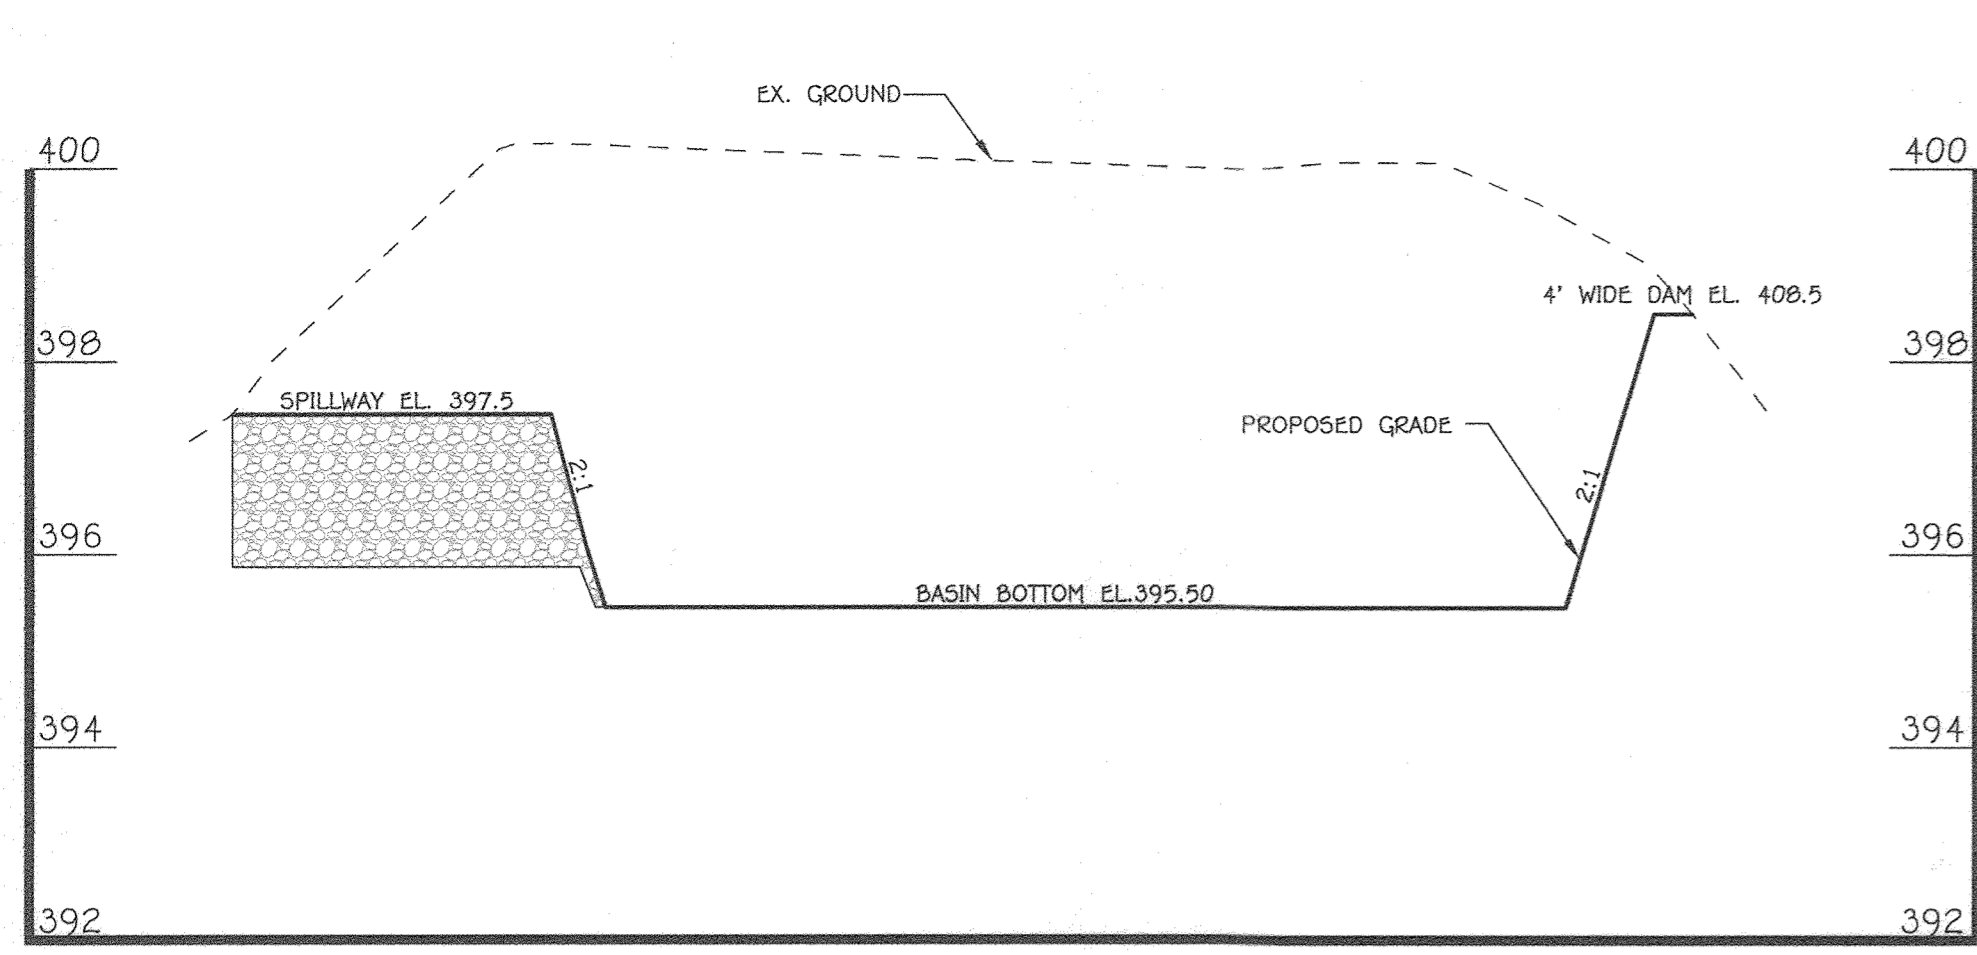 EX. GROUND
400
400
4' WIDE DAM EL. 408.5
398
398
SPILLWAY EL. 397.5
PROPOSED GRADE
2:1
2:1
396
396
BASIN BOTTOM EL.395.50
394
394
392
392